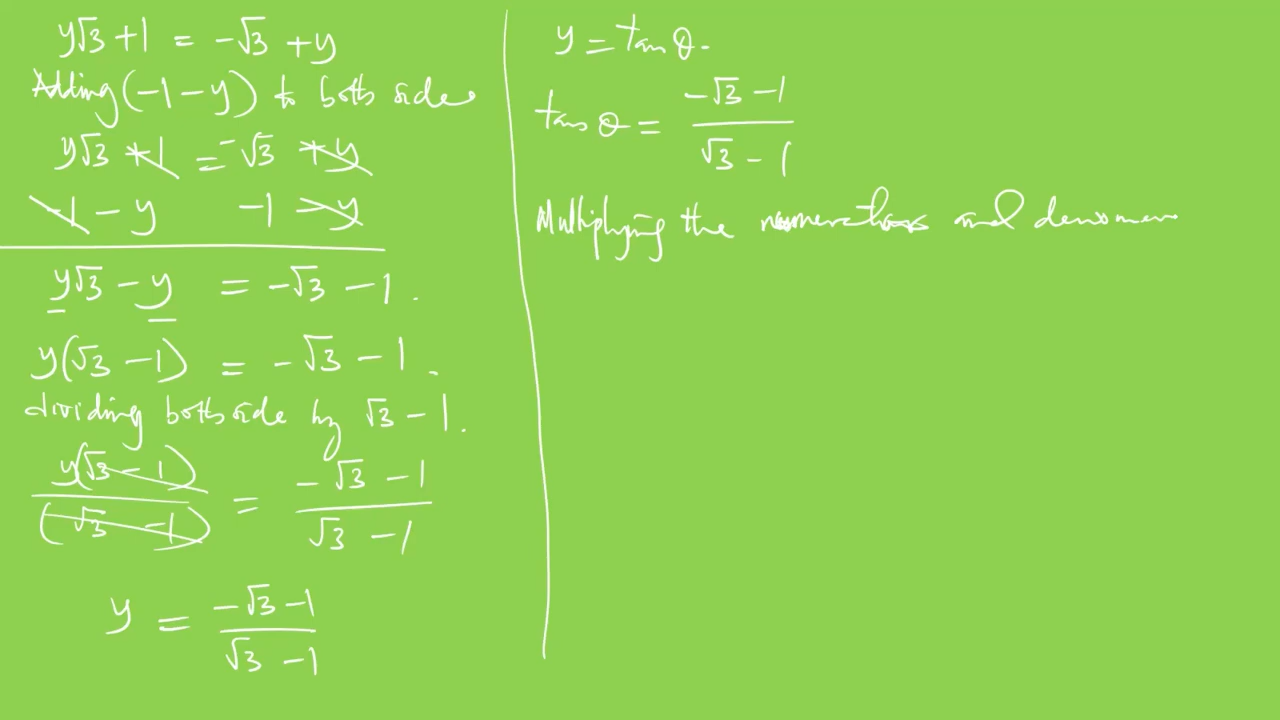 y√3 + 1 = -√3 + y
Adding (-1 - y) to both sides
y√3 + 1 = -√3 + y
-1 - y -1 - y
y√3 - y = -√3 - 1.
y(√3 - 1) = -√3 - 1.
dividing both side by √3 - 1.
y(√3 - 1)/(√3 - 1) = (-√3 - 1)/(√3 - 1)
y = (-√3 - 1)/(√3 - 1)
y = tan θ.
tan θ = (-√3 - 1)/(√3 - 1)
Multiplying the and